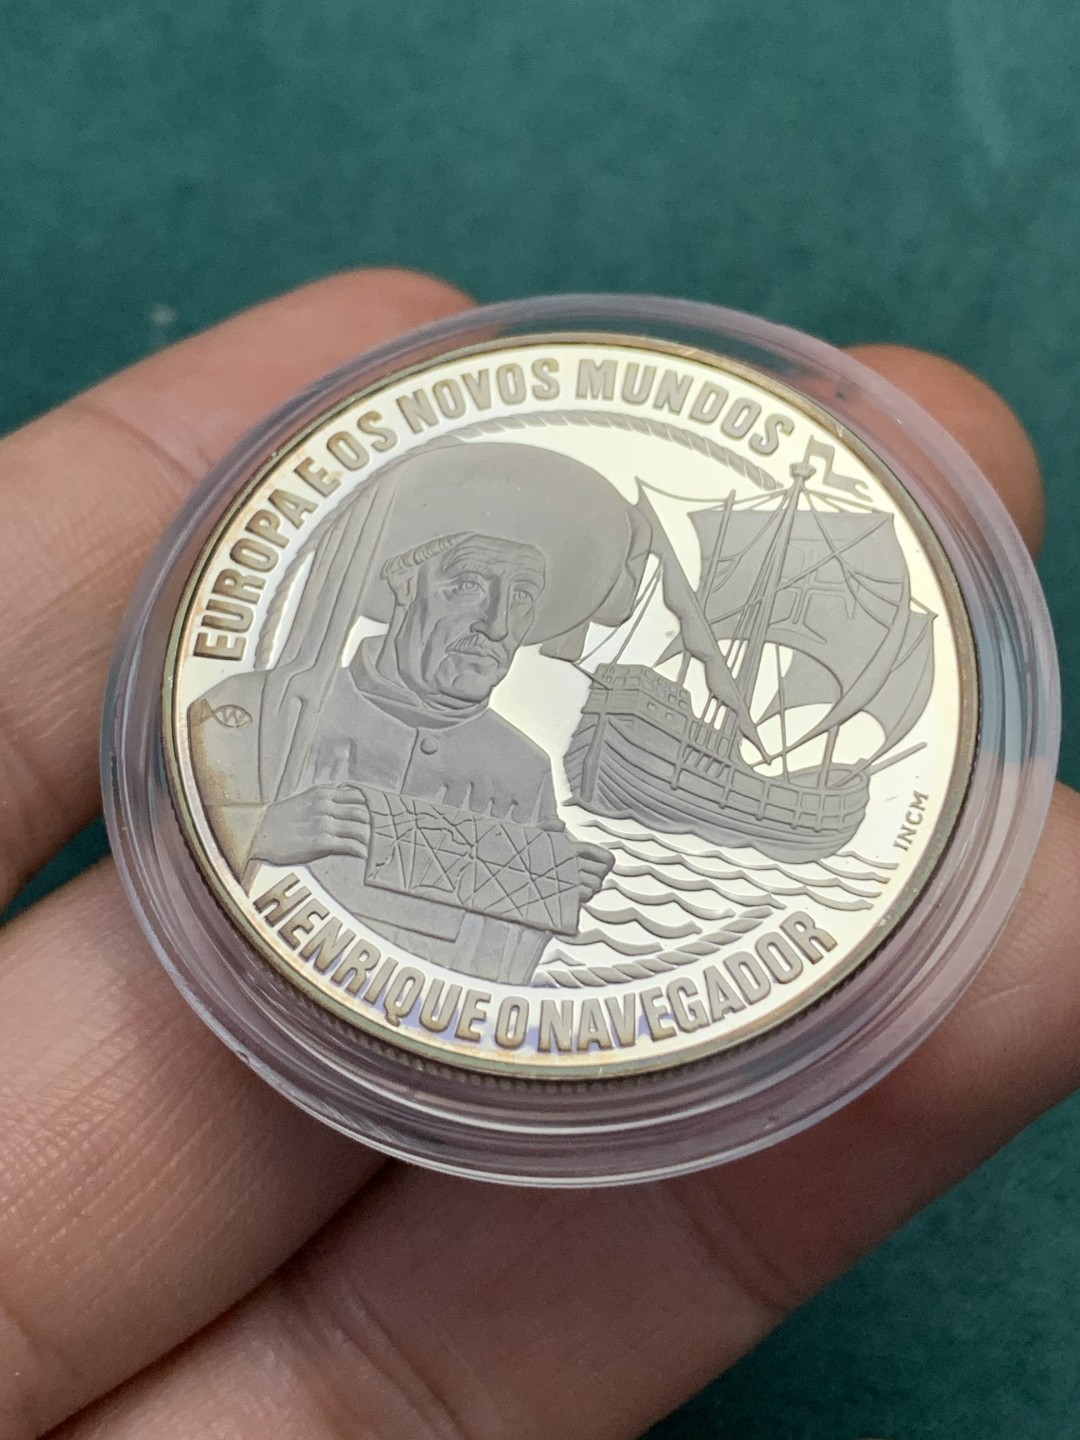 EUROPA E OS NOVOS MUNDOS
INCM
HENRIQUE O NAVEGADOR